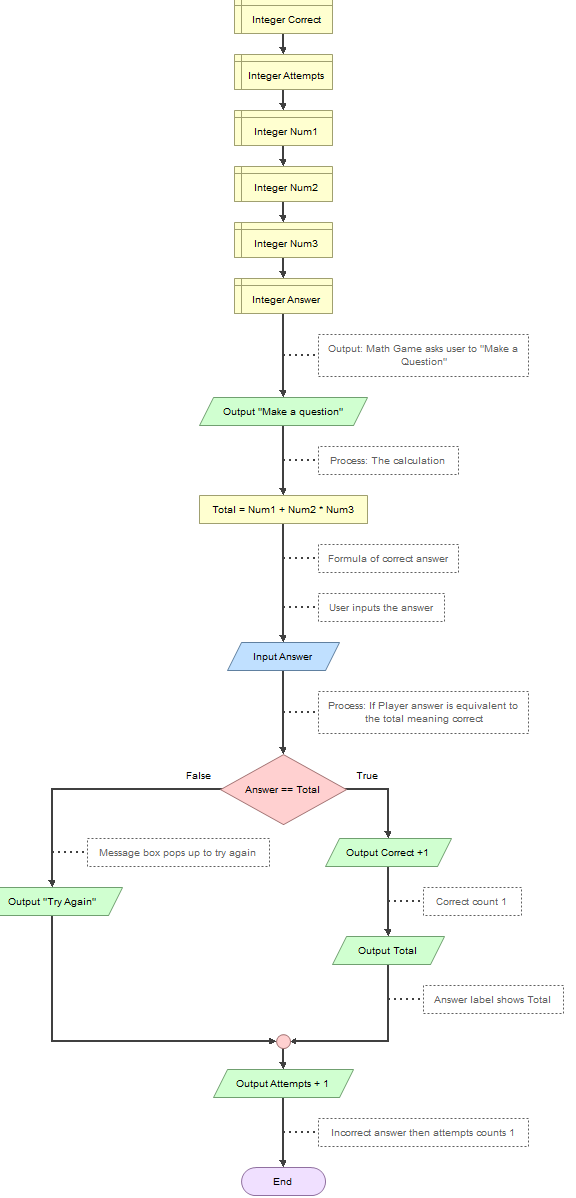 Integer Correct
Integer Attempts
Integer Num1
Integer Num2
Integer Num3
Integer Answer
Output: Math Game asks user to "Make a
Question"
Output "Make a question"
Process: The calculation
Total = Num1 + Num2 * Num3
Formula of correct answer
User inputs the answer
Input Answer
Process: If Player answer is equivalent to
the total meaning correct
False
True
Answer == Total
Message box pops up to try again
Output "Try Again"
Output Correct +1
Correct count 1
Output Total
Answer label shows Total
Output Attempts + 1
Incorrect answer then attempts counts 1
End